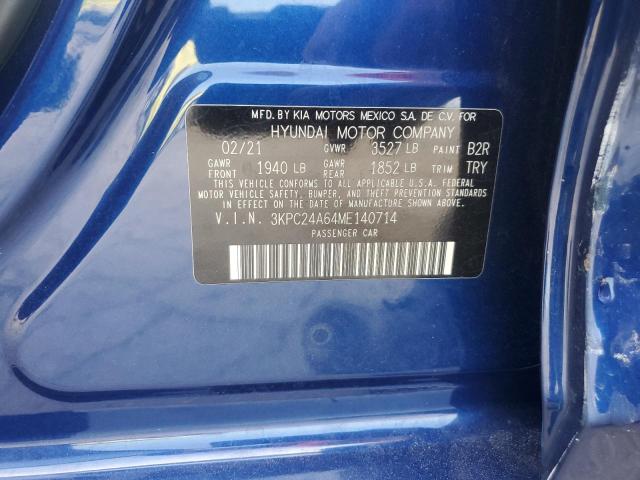 MFD. BY KIA MOTORS MEXICO S.A. DE C.V. FOR
HYUNDAI MOTOR COMPANY
02/21 GVWR 3527 LB PAINT B2R
GAWR FRONT 1940 LB GAWR REAR 1852 LB TRIM TRY
THIS VEHICLE CONFORMS TO ALL APPLICABLE U.S.A. FEDERAL
MOTOR VEHICLE SAFETY, BUMPER, AND THEFT PREVENTION STANDARDS
IN EFFECT ON THE DATE OF MANUFACTURE SHOWN ABOVE.
V.I.N. 3KPC24A64ME140714
PASSENGER CAR